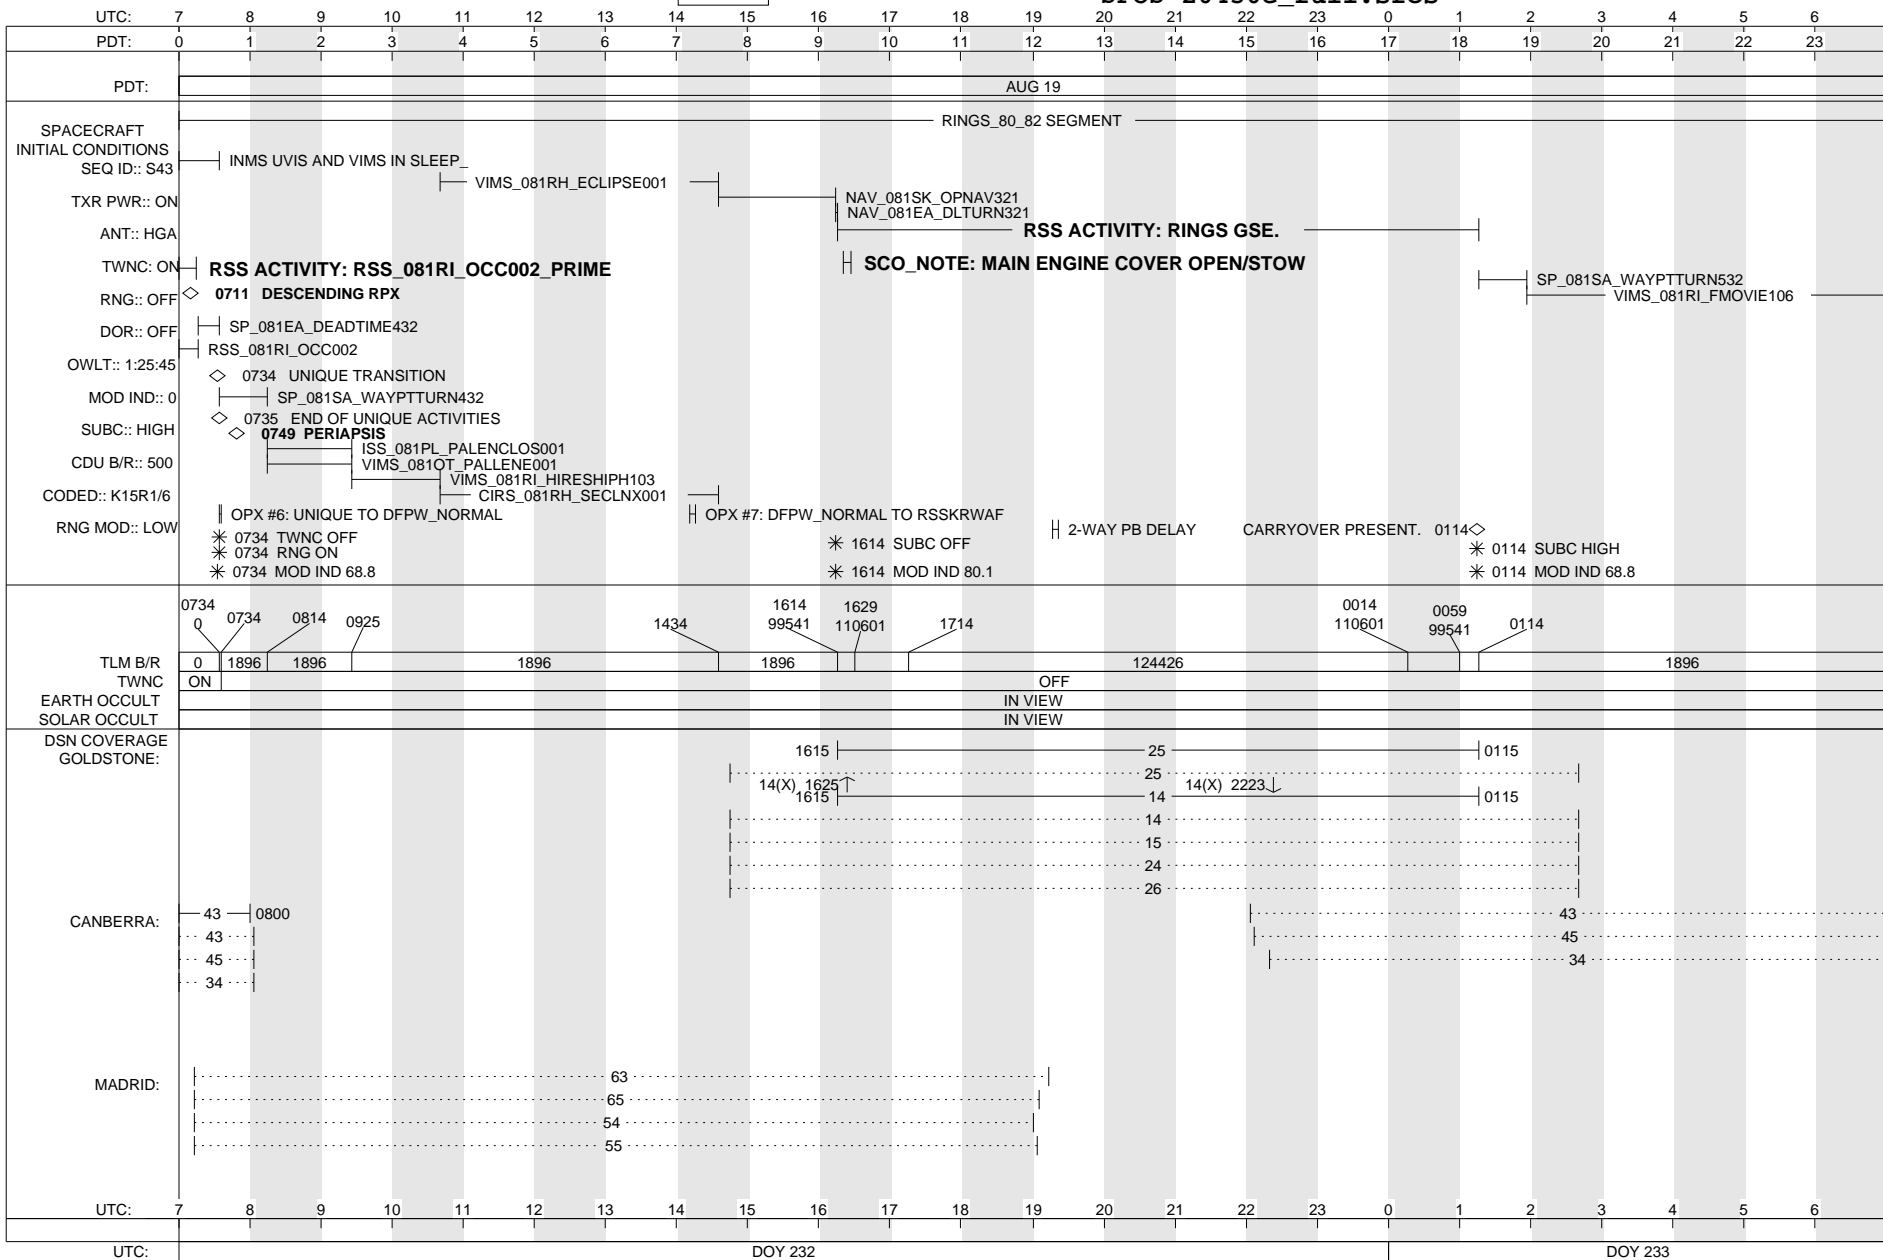 UTC: 7 8 9 10 11 12 13 14 15 16 17 18 19 20 21 22 23 0 1 2 3 4 5 6
PDT: 0 1 2 3 4 5 6 7 8 9 10 11 12 13 14 15 16 17 18 19 20 21 22 23
PDT: AUG 19
RINGS_80_82 SEGMENT
SPACECRAFT
INITIAL CONDITIONS
SEQ ID:: S43
INMS UVIS AND VIMS IN SLEEP_
VIMS_081RH_ECLIPSE001
TXR PWR:: ON
NAV_081SK_OPNAV321
NAV_081EA_DLTURN321
ANT:: HGA
RSS ACTIVITY: RINGS GSE.
TWNC: ON
RSS ACTIVITY: RSS_081RI_OCC002_PRIME
SCO_NOTE: MAIN ENGINE COVER OPEN/STOW
SP_081SA_WAYPTTURN532
RNG:: OFF
0711 DESCENDING RPX
VIMS_081RI_FMOVIE106
DOR:: OFF
SP_081EA_DEADTIME432
RSS_081RI_OCC002
OWLT:: 1:25:45
0734 UNIQUE TRANSITION
MOD IND:: 0
SP_081SA_WAYPTTURN432
0735 END OF UNIQUE ACTIVITIES
SUBC:: HIGH
0749 PERIAPSIS
ISS_081PL_PALENCLOS001
CDU B/R:: 500
VIMS_081OT_PALLENE001
VIMS_081RI_HIRESHIPH103
CODED:: K15R1/6
CIRS_081RH_SECLNX001
OPX #6: UNIQUE TO DFPW_NORMAL
OPX #7: DFPW_NORMAL TO RSSKRWAF
RNG MOD:: LOW
2-WAY PB DELAY
CARRYOVER PRESENT. 0114
0734 TWNC OFF
1614 SUBC OFF
0114 SUBC HIGH
0734 RNG ON
0734 MOD IND 68.8
1614 MOD IND 80.1
0114 MOD IND 68.8
0734
0
0734
0814
0925
1434
1614
99541
1629
110601
1714
0014
110601
0059
99541
0114
TLM B/R 0 1896 1896 1896 1896 124426 1896
TWNC ON OFF
EARTH OCCULT IN VIEW
SOLAR OCCULT IN VIEW
DSN COVERAGE
GOLDSTONE:
1615 25 0115
25
14(X) 1625
14(X) 2223
1615 14 0115
14
15
24
26
CANBERRA:
43 0800
43
43
45
45
34
34
MADRID:
63
65
54
55
UTC: 7 8 9 10 11 12 13 14 15 16 17 18 19 20 21 22 23 0 1 2 3 4 5 6
UTC: DOY 232 DOY 233